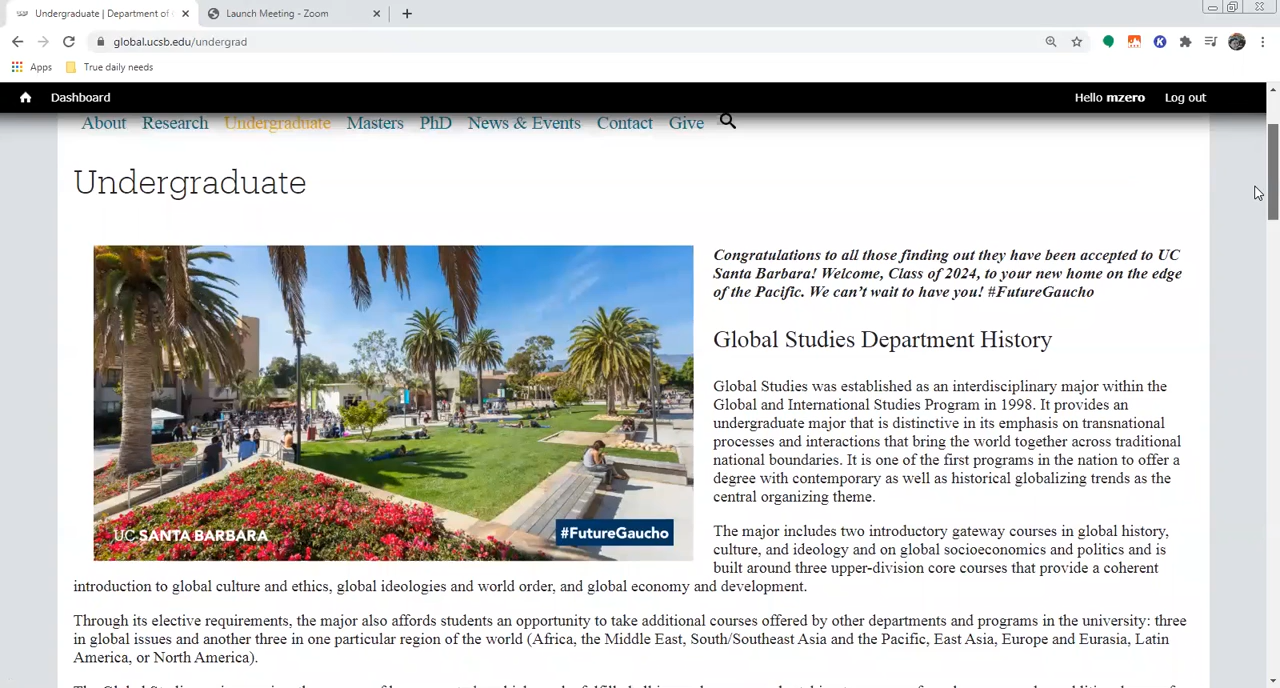 Undergraduate | Department of
Launch Meeting - Zoom
global.ucsb.edu/undergrad
Apps
True daily needs
Dashboard
Hello mzero
Log out
About
Research
Undergraduate
Masters
PhD
News & Events
Contact
Give
Undergraduate
Congratulations to all those finding out they have been accepted to UC
Santa Barbara! Welcome, Class of 2024, to your new home on the edge
of the Pacific. We can't wait to have you! #FutureGaucho
UC SANTA BARBARA
#FutureGaucho
Global Studies Department History
Global Studies was established as an interdisciplinary major within the
Global and International Studies Program in 1998. It provides an
undergraduate major that is distinctive in its emphasis on transnational
processes and interactions that bring the world together across traditional
national boundaries. It is one of the first programs in the nation to offer a
degree with contemporary as well as historical globalizing trends as the
central organizing theme.
The major includes two introductory gateway courses in global history,
culture, and ideology and on global socioeconomics and politics and is
built around three upper-division core courses that provide a coherent
introduction to global culture and ethics, global ideologies and world order, and global economy and development.
Through its elective requirements, the major also affords students an opportunity to take additional courses offered by other departments and programs in the university: three
in global issues and another three in one particular region of the world (Africa, the Middle East, South/Southeast Asia and the Pacific, East Asia, Europe and Eurasia, Latin
America, or North America).